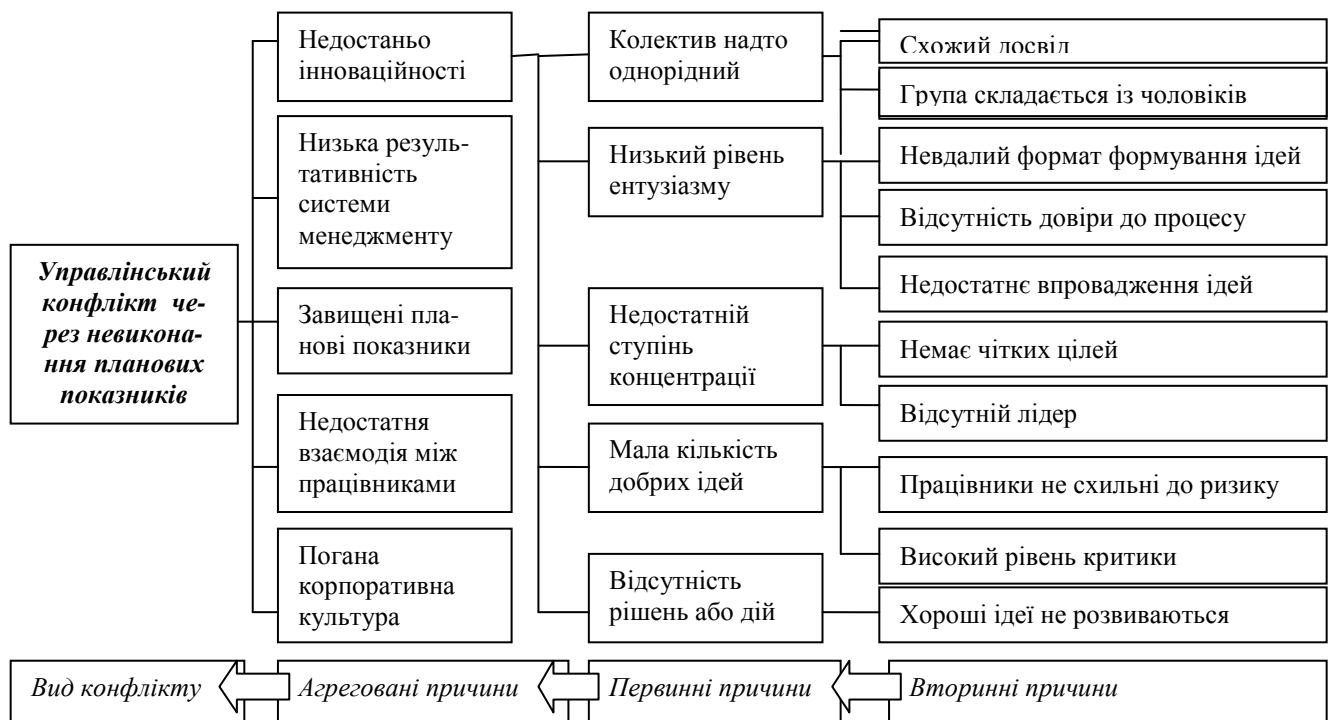 Управлінський
конфлікт че-
рез невикона-
ння планових
показників
Недостаньо
інноваційності
Низька резуль-
тативність
системи
менеджменту
Завищені пла-
нові показники
Недостатня
взаємодія між
працівниками
Погана
корпоративна
культура
Колектив надто
однорідний
Низький рівень
ентузіазму
Недостатній
ступінь
концентрації
Мала кількість
добрих ідей
Відсутність
рішень або дій
Схожий досвід
Група складається із чоловіків
Невдалий формат формування ідей
Відсутність довіри до процесу
Недостатнє впровадження ідей
Немає чітких цілей
Відсутній лідер
Працівники не схильні до ризику
Високий рівень критики
Хороші ідеї не розвиваються
Вид конфлікту
Агреговані причини
Первинні причини
Вторинні причини